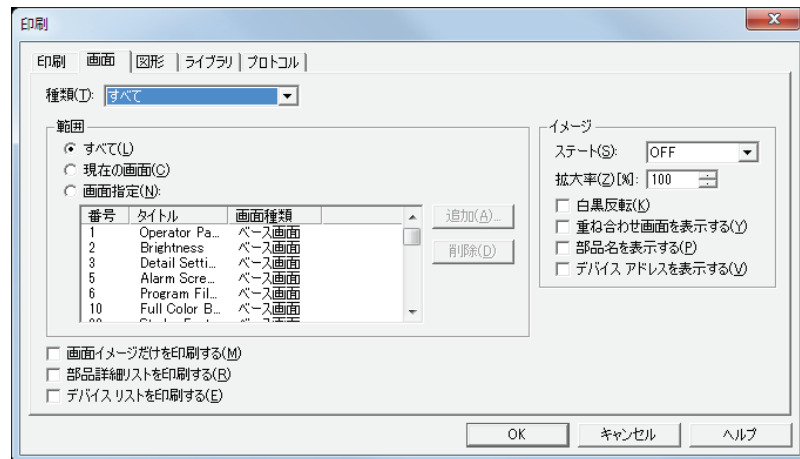 印刷
印刷 画面 図形 ライブラリ プロトコル
種類(T): すべて
範囲
すべて(L)
現在の画面(C)
画面指定(N):
番号 タイトル 画面種類
1 Operator Pa... ベース画面
2 Brightness ベース画面
3 Detail Setti... ベース画面
5 Alarm Scre... ベース画面
6 Program Fil... ベース画面
10 Full Color B... ベース画面
追加(A)...
削除(D)
イメージ
ステート(S): OFF
拡大率(Z)[%]: 100
白黒反転(K)
重ね合わせ画面を表示する(Y)
部品名を表示する(P)
デバイス アドレスを表示する(V)
画面イメージだけを印刷する(M)
部品詳細リストを印刷する(R)
デバイス リストを印刷する(E)
OK キャンセル ヘルプ